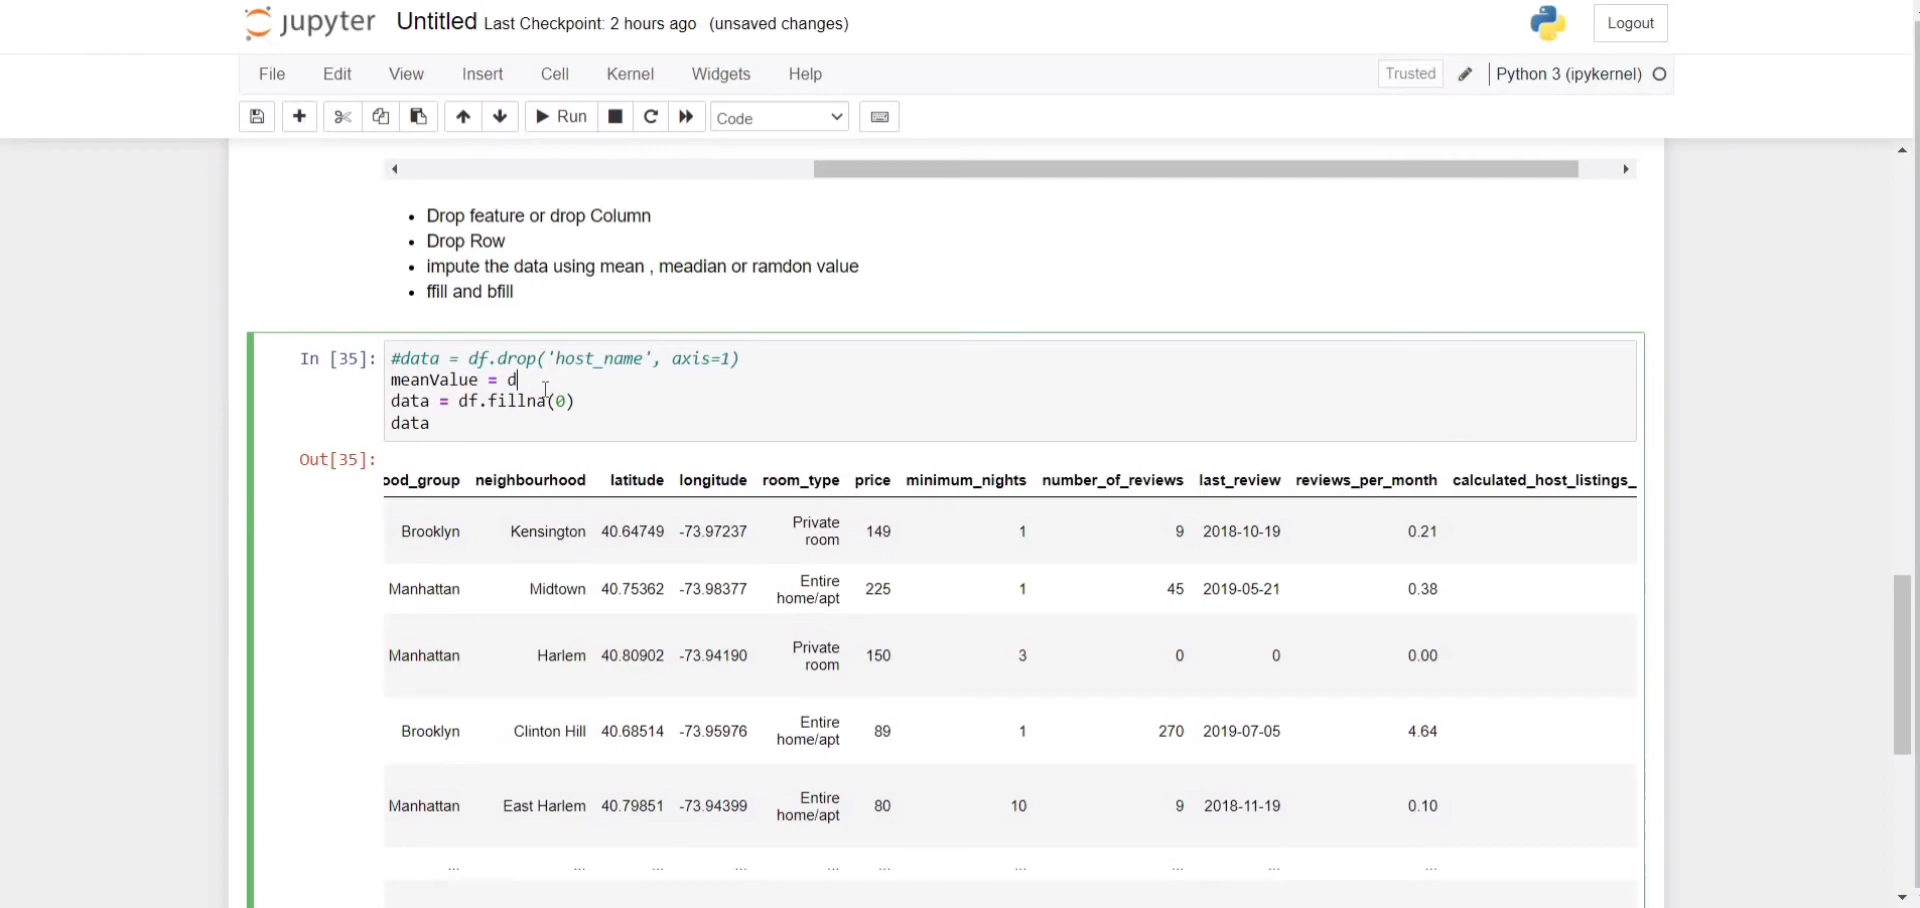 jupyter Untitled Last Checkpoint: 2 hours ago (unsaved changes) Logout
File Edit View Insert Cell Kernel Widgets Help Trusted Python 3 (ipykernel)
Run Code
• Drop feature or drop Column
• Drop Row
• impute the data using mean , meadian or ramdon value
• ffill and bfill
In [35]: #data = df.drop('host_name', axis=1)
meanValue = d
data = df.fillna(0)
data
Out[35]:
ood_group neighbourhood latitude longitude room_type price minimum_nights number_of_reviews last_review reviews_per_month calculated_host_listings_
Brooklyn Kensington 40.64749 -73.97237 Private room 149 1 9 2018-10-19 0.21
Manhattan Midtown 40.75362 -73.98377 Entire home/apt 225 1 45 2019-05-21 0.38
Manhattan Harlem 40.80902 -73.94190 Private room 150 3 0 0 0.00
Brooklyn Clinton Hill 40.68514 -73.95976 Entire home/apt 89 1 270 2019-07-05 4.64
Manhattan East Harlem 40.79851 -73.94399 Entire home/apt 80 10 9 2018-11-19 0.10
... ... ... ... ... ... ... ... ... ...